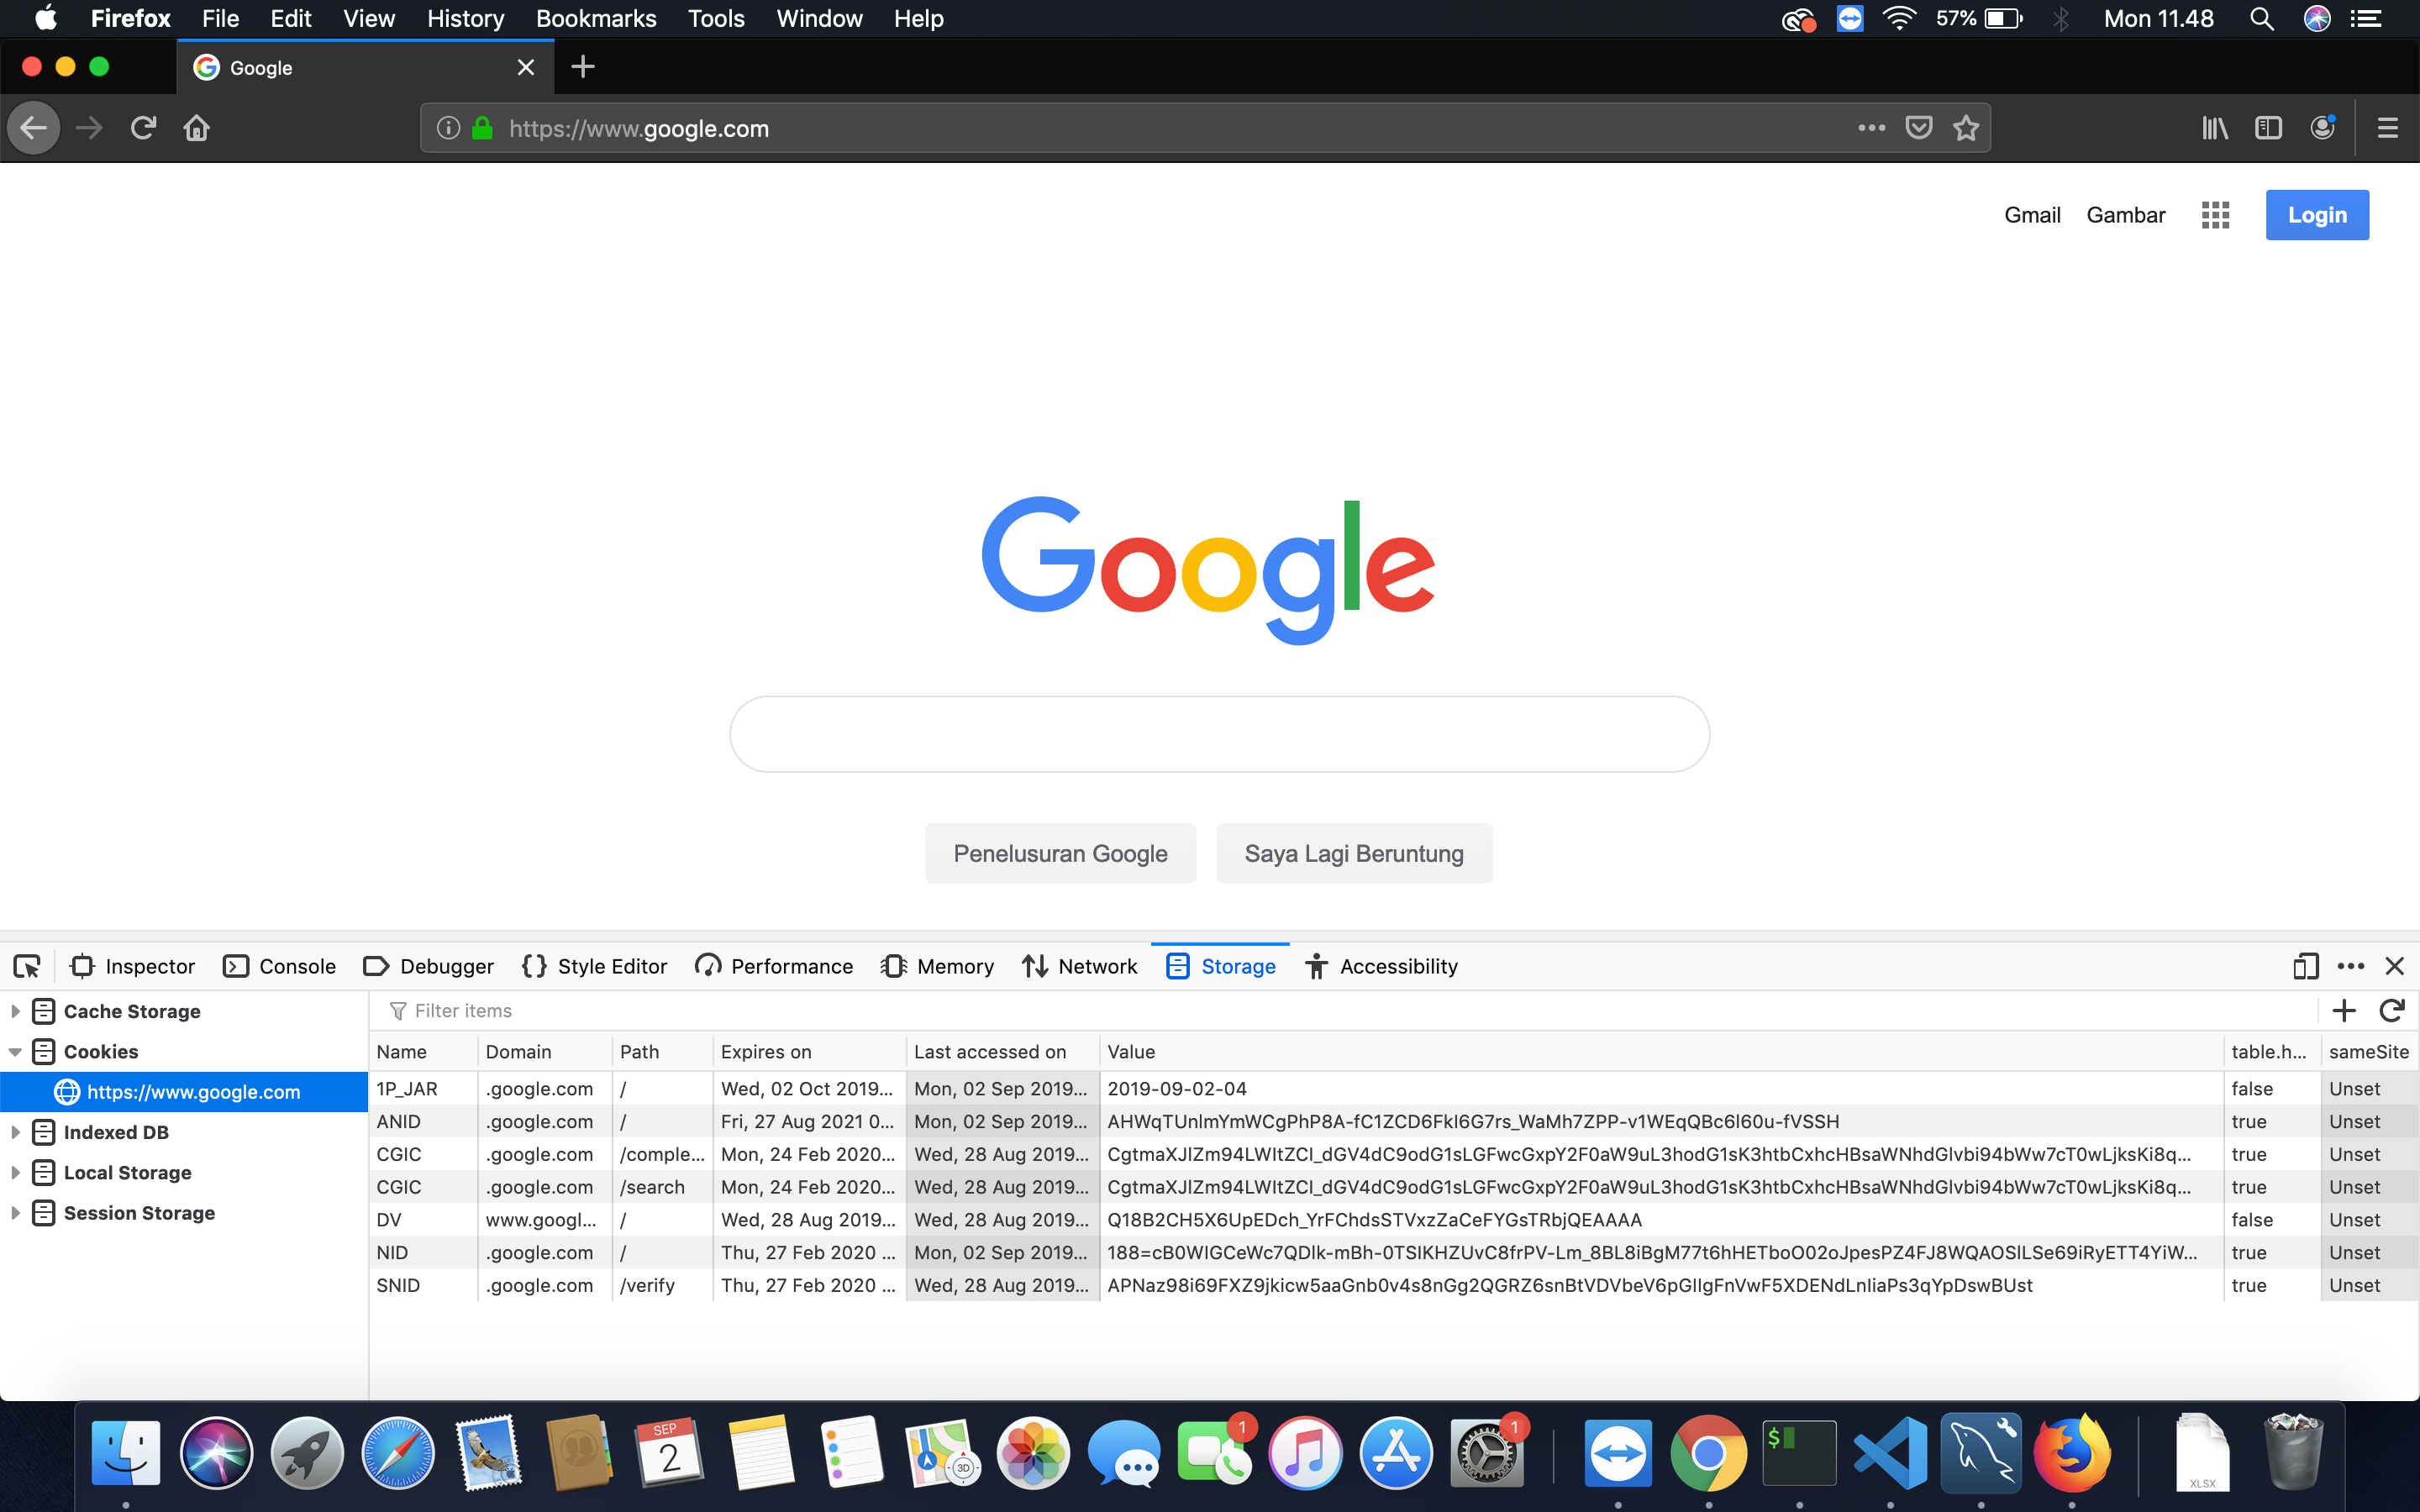 Firefox File Edit View History Bookmarks Tools Window Help 57% Mon 11.48
Google
https://www.google.com
Gmail Gambar Login
Google
Penelusuran Google Saya Lagi Beruntung
Inspector Console Debugger Style Editor Performance Memory Network Storage Accessibility
Cache Storage
Cookies
https://www.google.com
Indexed DB
Local Storage
Session Storage
Filter items
Name Domain Path Expires on Last accessed on Value table.h... sameSite
1P_JAR .google.com / Wed, 02 Oct 2019... Mon, 02 Sep 2019... 2019-09-02-04 false Unset
ANID .google.com / Fri, 27 Aug 2021 0... Mon, 02 Sep 2019... AHWqTUnlmYmWCgPhP8A-fC1ZCD6FkI6G7rs_WaMh7ZPP-v1WEqQBc6l60u-fVSSH true Unset
CGIC .google.com /comple... Mon, 24 Feb 2020... Wed, 28 Aug 2019... CgtmaXJlZm94LWItZCI_dGV4dC9odG1sLGFwcGxpY2F0aW9uL3hodG1sK3htbCxhcHBsaWNhdGlvbi94bWw7cT0wLjksKi8q... true Unset
CGIC .google.com /search Mon, 24 Feb 2020... Wed, 28 Aug 2019... CgtmaXJlZm94LWItZCI_dGV4dC9odG1sLGFwcGxpY2F0aW9uL3hodG1sK3htbCxhcHBsaWNhdGlvbi94bWw7cT0wLjksKi8q... true Unset
DV www.googl... / Wed, 28 Aug 2019... Wed, 28 Aug 2019... Q18B2CH5X6UpEDch_YrFChdsSTVxzZaCeFYGsTRbjQEAAAA false Unset
NID .google.com / Thu, 27 Feb 2020 ... Mon, 02 Sep 2019... 188=cB0WIGCeWc7QDlk-mBh-0TSIKHZUvC8frPV-Lm_8BL8iBgM77t6hHETboO02oJpesPZ4FJ8WQAOSlLSe69iRyETT4YiW... true Unset
SNID .google.com /verify Thu, 27 Feb 2020 ... Wed, 28 Aug 2019... APNaz98i69FXZ9jkicw5aaGnb0v4s8nGg2QGRZ6snBtVDVbeV6pGIlgFnVwF5XDENdLnIiaPs3qYpDswBUst true Unset
SEP
2
3D
1
1
$
XLSX